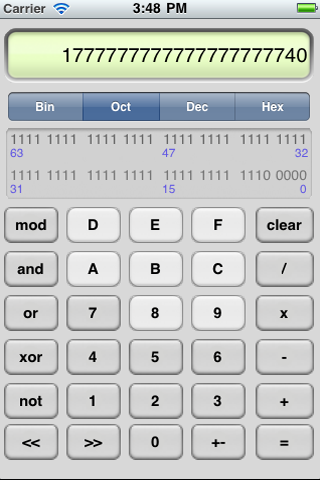 Carrier 3:48 PM
1777777777777777777740
Bin Oct Dec Hex
1111 1111 1111 1111 1111 1111 1111 1111
63 47 32
1111 1111 1111 1111 1111 1111 1110 0000
31 15 0
mod D E F clear
and A B C /
or 7 8 9 x
xor 4 5 6 -
not 1 2 3 +
<< >> 0 +- =